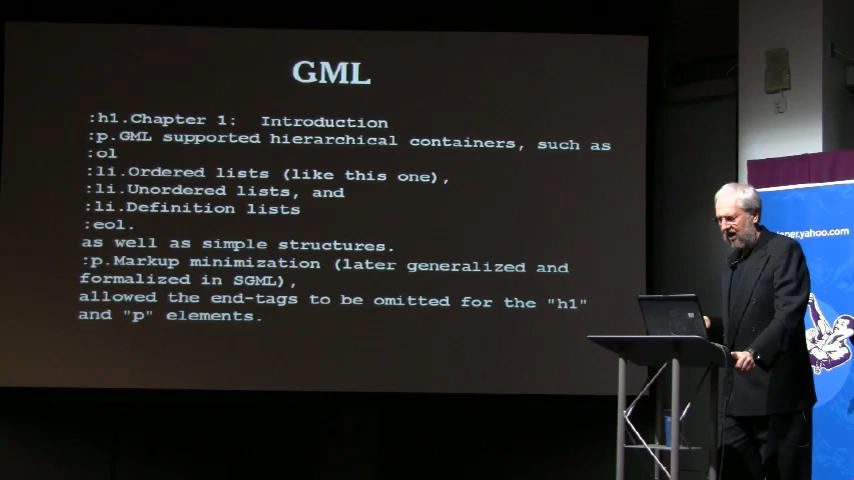 GML
:h1.Chapter 1:  Introduction
:p.GML supported hierarchical containers, such as
:ol
:li.Ordered lists (like this one),
:li.Unordered lists, and
:li.Definition lists
:eol.
as well as simple structures.
:p.Markup minimization (later generalized and
formalized in SGML),
allowed the end-tags to be omitted for the "h1"
and "p" elements.
.yahoo.com